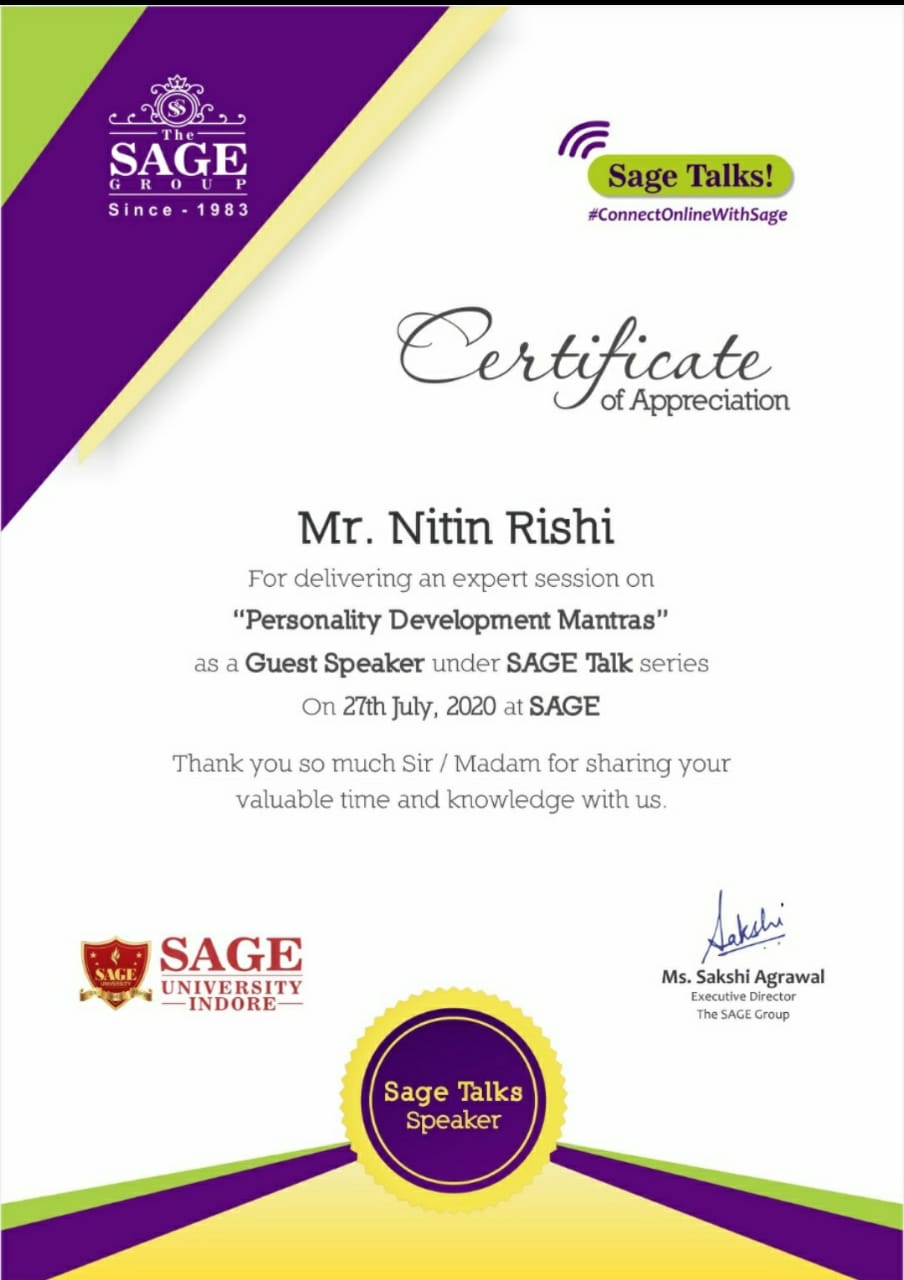 SS
The
SAGE
GROUP
Since - 1983
Sage Talks!
#ConnectOnlineWithSage
Certificate
of Appreciation
Mr. Nitin Rishi
For delivering an expert session on
“Personality Development Mantras”
as a Guest Speaker under SAGE Talk series
On 27th July, 2020 at SAGE
Thank you so much Sir / Madam for sharing your
valuable time and knowledge with us.
SAGE
UNIVERSITY
SAGE
UNIVERSITY
INDORE
Sakshi
Ms. Sakshi Agrawal
Executive Director
The SAGE Group
Sage Talks
Speaker